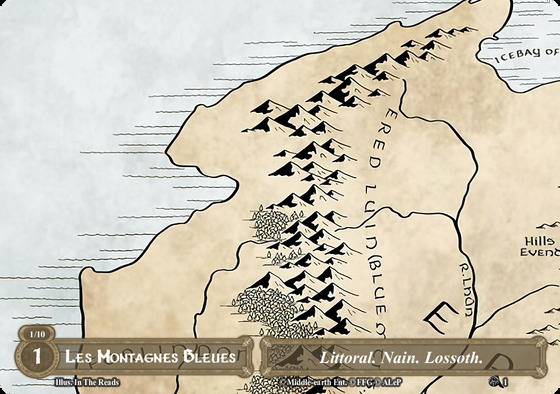 ICEBAY OF
ERED LUIN (BLUE
Hills
EVEND
R. Lhûn
E
1/10
1 LES MONTAGNES BLEUES
Littoral. Nain. Lossoth.
Illus. In The Reads
©Middle-earth Ent. © FFG © ALeP
1